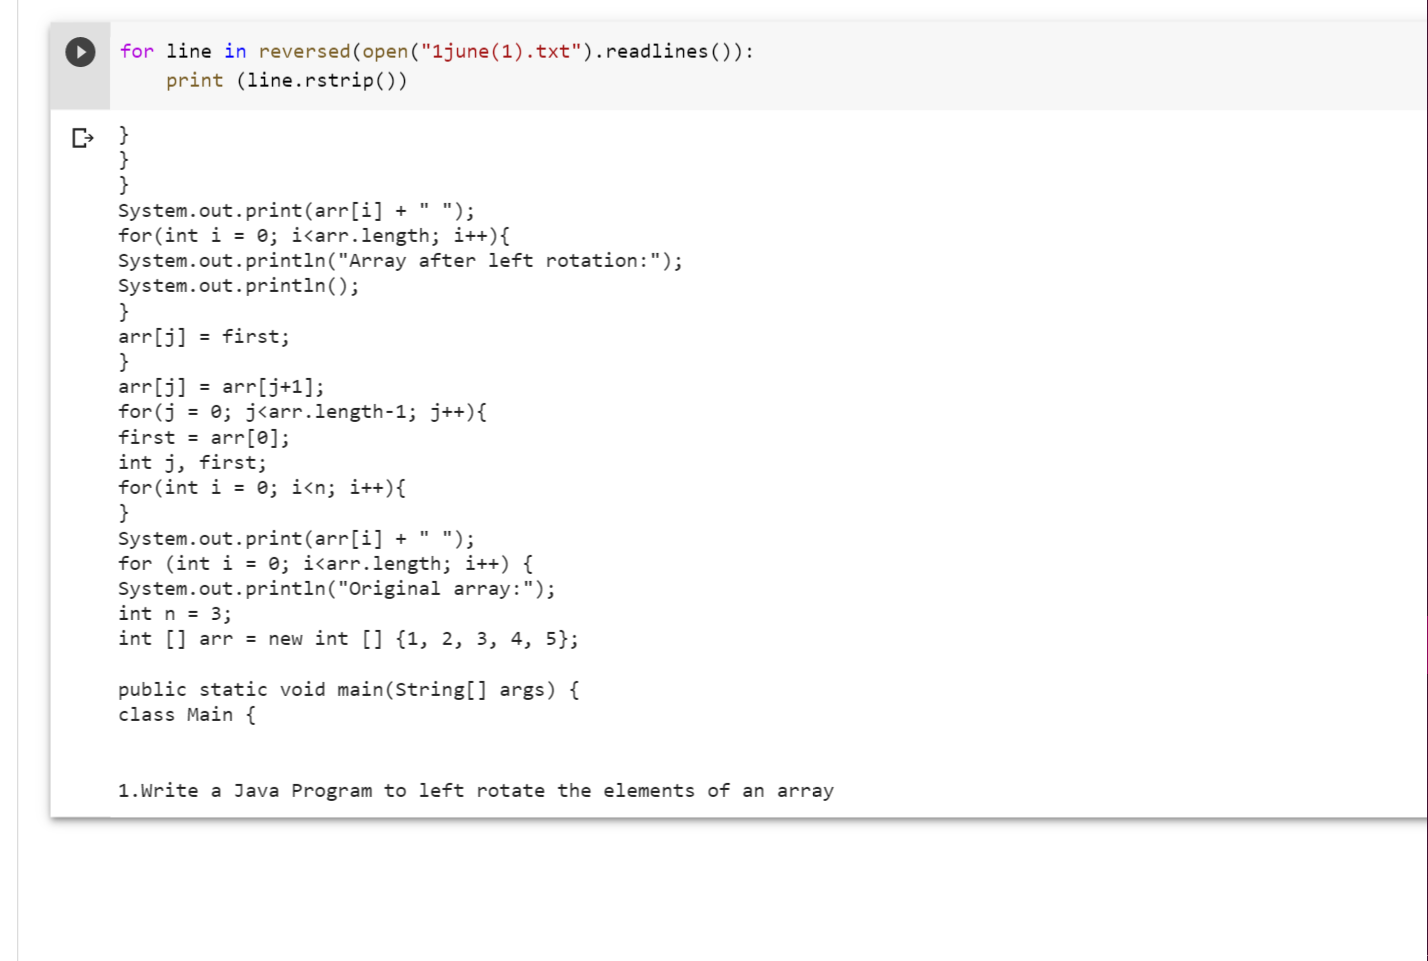 for line in reversed(open("1june(1).txt").readlines()):
    print (line.rstrip())
}
}
}
System.out.print(arr[i] + " ");
for(int i = 0; i<arr.length; i++){
System.out.println("Array after left rotation:");
System.out.println();
}
arr[j] = first;
}
arr[j] = arr[j+1];
for(j = 0; j<arr.length-1; j++){
first = arr[0];
int j, first;
for(int i = 0; i<n; i++){
}
System.out.print(arr[i] + " ");
for (int i = 0; i<arr.length; i++) {
System.out.println("Original array:");
int n = 3;
int [] arr = new int [] {1, 2, 3, 4, 5};
public static void main(String[] args) {
class Main {
1.Write a Java Program to left rotate the elements of an array